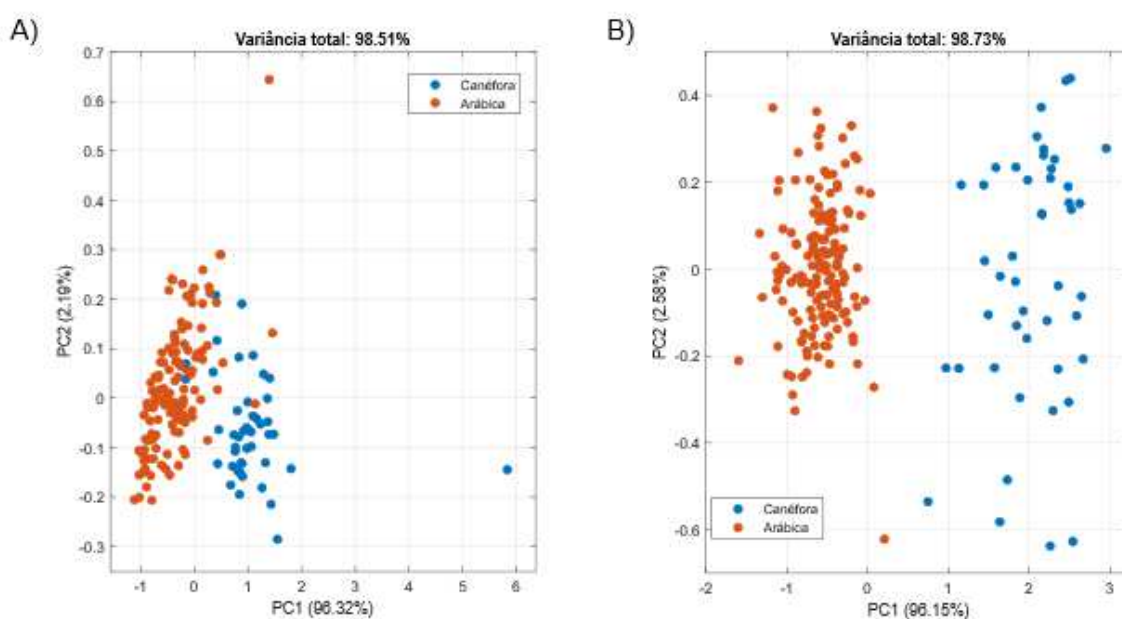 A)
Variância total: 98.51%
Canéfora
Arábica
0.7
0.6
0.5
0.4
0.3
0.2
0.1
0
-0.1
-0.2
-0.3
PC2 (2.19%)
-1 0 1 2 3 4 5 6
PC1 (96.32%)
B)
Variância total: 98.73%
0.4
0.2
0
-0.2
-0.4
-0.6
PC2 (2.58%)
Canéfora
Arábica
-2 -1 0 1 2 3
PC1 (96.15%)